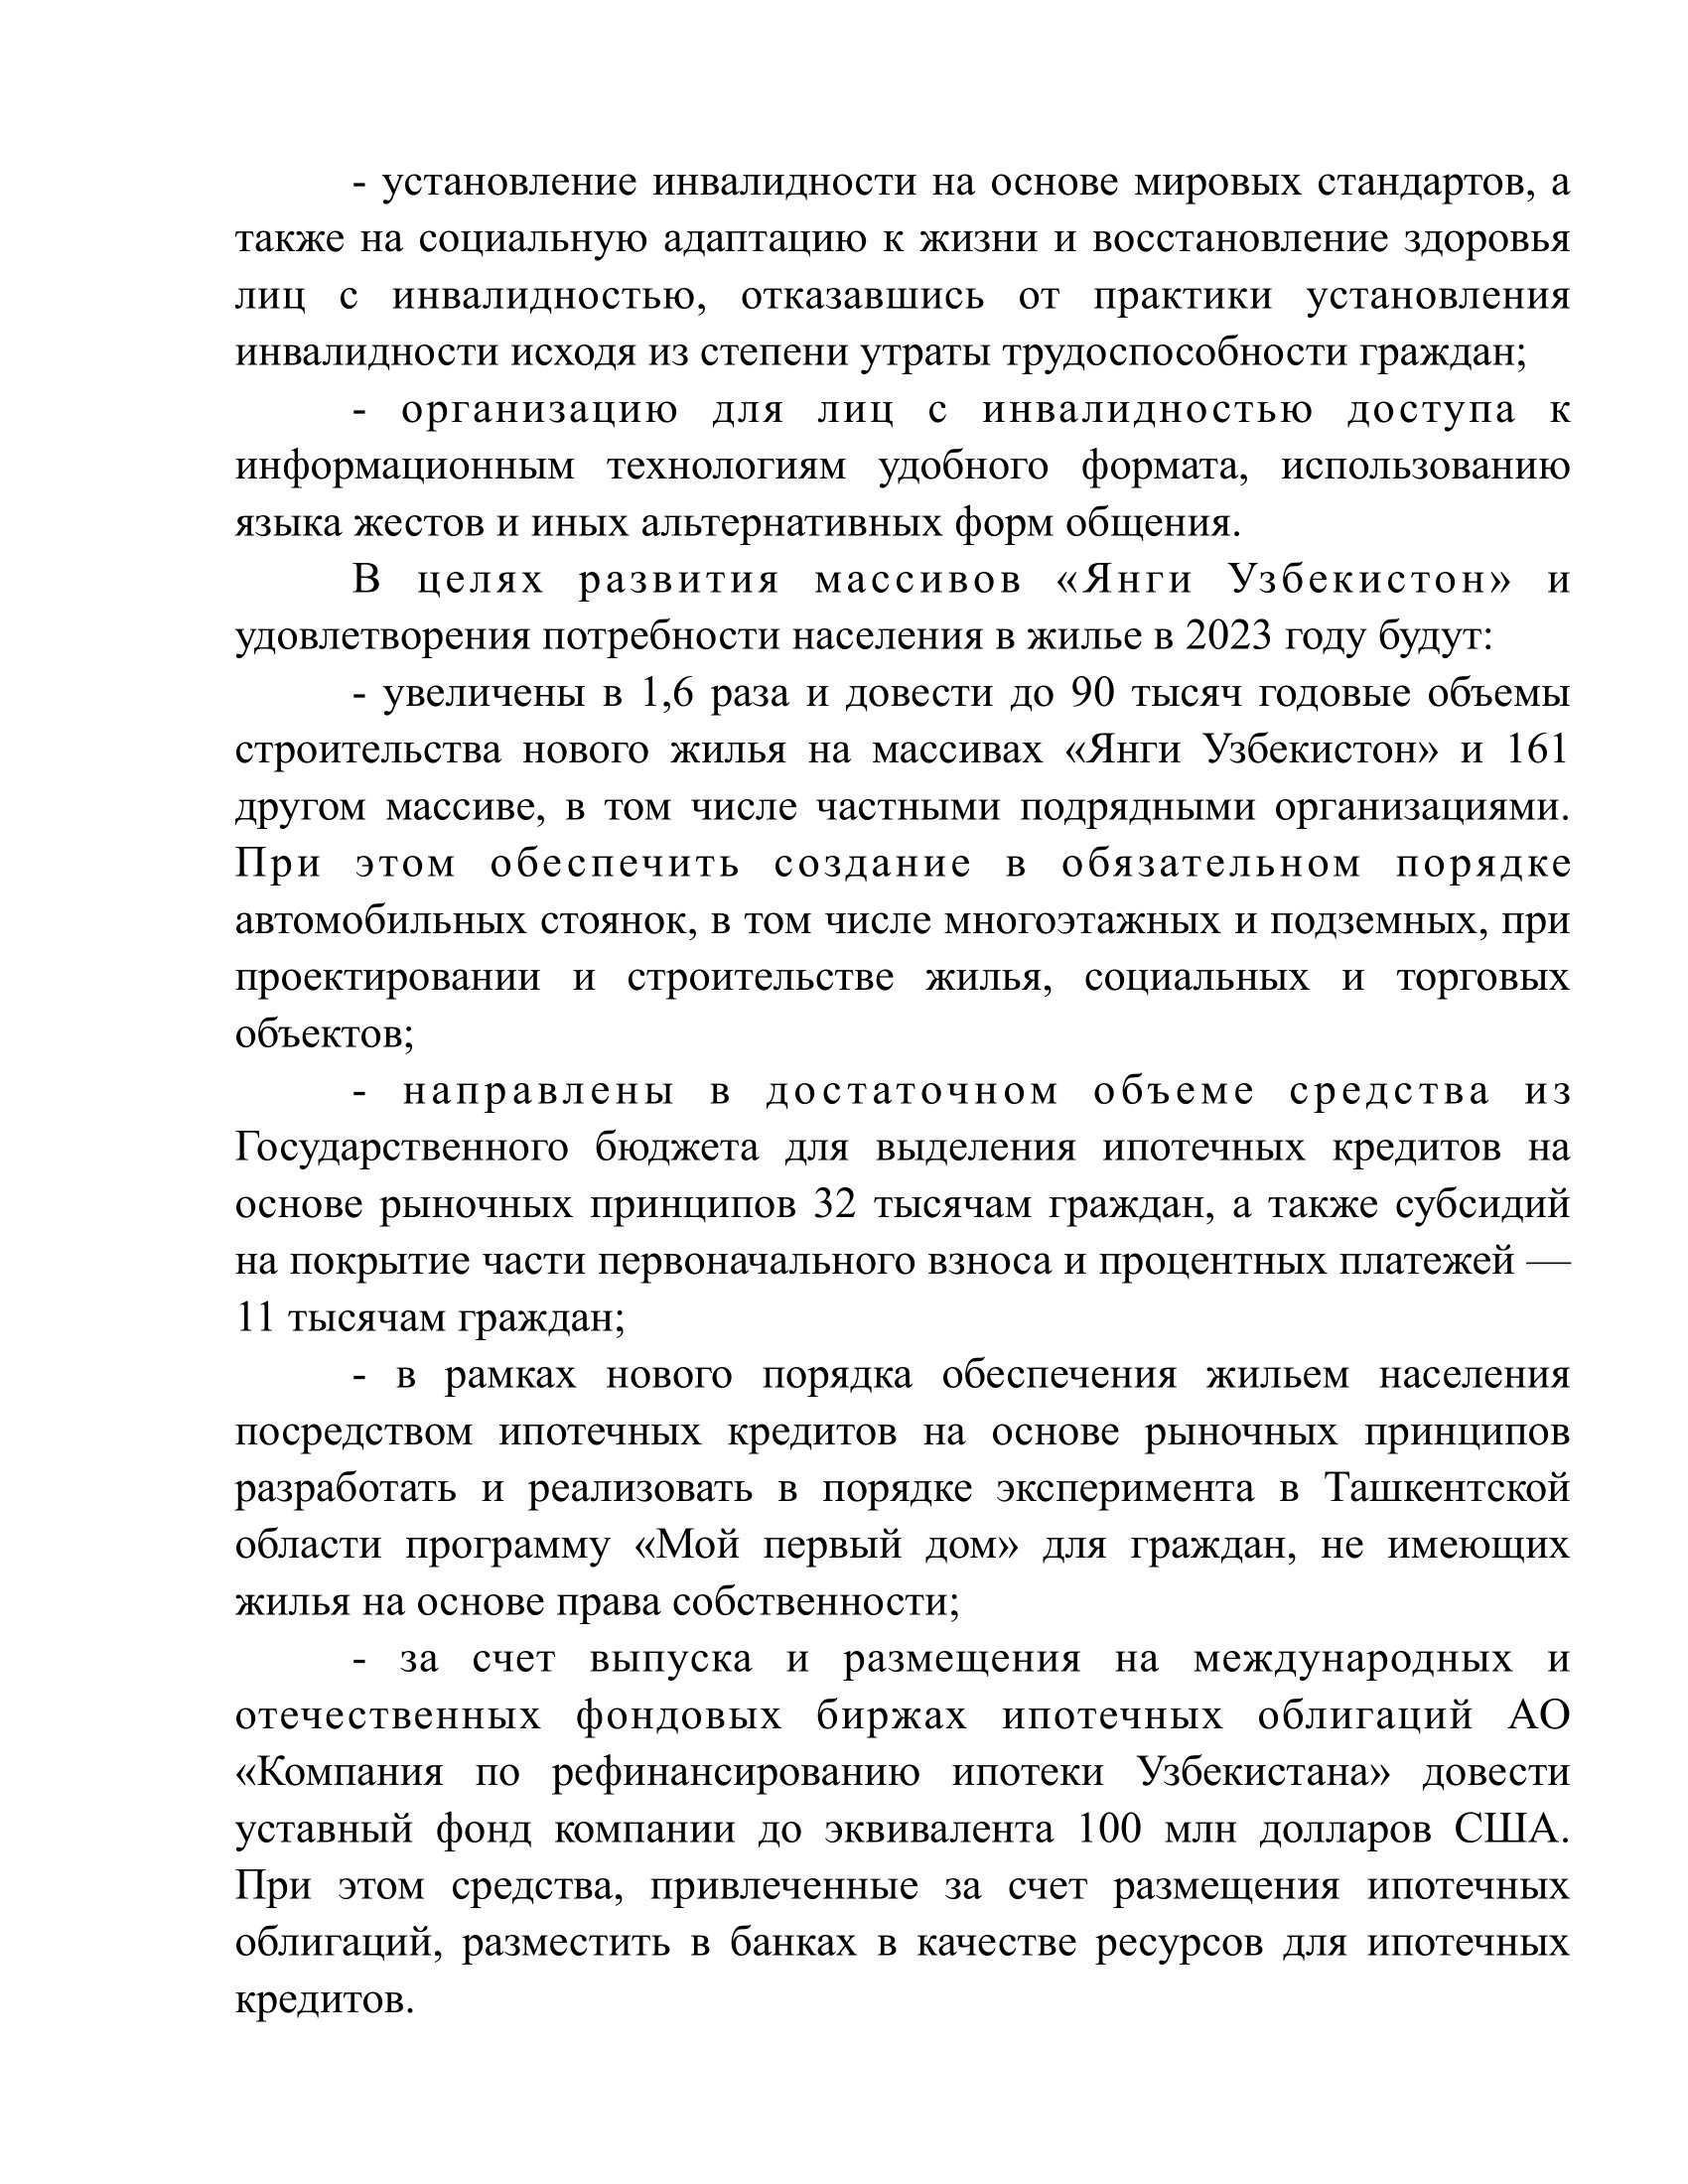 - установление инвалидности на основе мировых стандартов, а
также на социальную адаптацию к жизни и восстановление здоровья
лиц с инвалидностью, отказавшись от практики установления
инвалидности исходя из степени утраты трудоспособности граждан;
- организацию для лиц с инвалидностью доступа к
информационным технологиям удобного формата, использованию
языка жестов и иных альтернативных форм общения.
В целях развития массивов «Янги Узбекистон» и
удовлетворения потребности населения в жилье в 2023 году будут:
- увеличены в 1,6 раза и довести до 90 тысяч годовые объемы
строительства нового жилья на массивах «Янги Узбекистон» и 161
другом массиве, в том числе частными подрядными организациями.
При этом обеспечить создание в обязательном порядке
автомобильных стоянок, в том числе многоэтажных и подземных, при
проектировании и строительстве жилья, социальных и торговых
объектов;
- направлены в достаточном объеме средства из
Государственного бюджета для выделения ипотечных кредитов на
основе рыночных принципов 32 тысячам граждан, а также субсидий
на покрытие части первоначального взноса и процентных платежей —
11 тысячам граждан;
- в рамках нового порядка обеспечения жильем населения
посредством ипотечных кредитов на основе рыночных принципов
разработать и реализовать в порядке эксперимента в Ташкентской
области программу «Мой первый дом» для граждан, не имеющих
жилья на основе права собственности;
- за счет выпуска и размещения на международных и
отечественных фондовых биржах ипотечных облигаций АО
«Компания по рефинансированию ипотеки Узбекистана» довести
уставный фонд компании до эквивалента 100 млн долларов США.
При этом средства, привлеченные за счет размещения ипотечных
облигаций, разместить в банках в качестве ресурсов для ипотечных
кредитов.